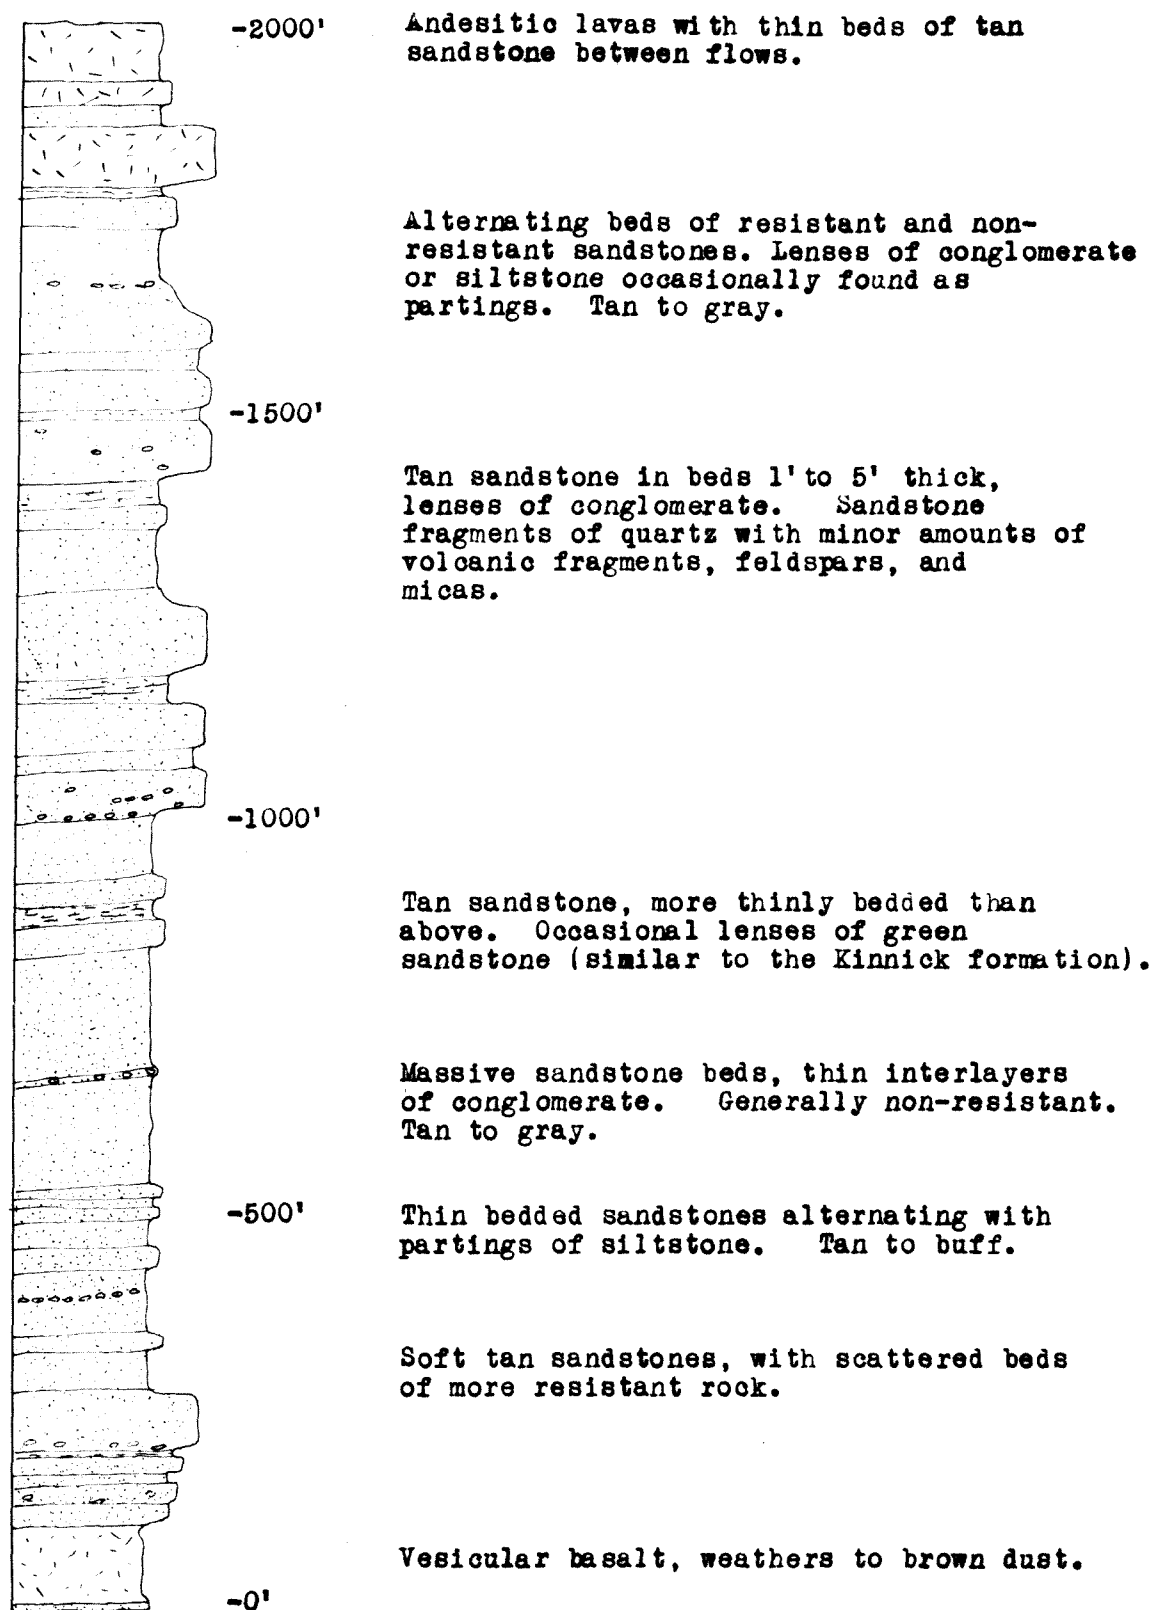 -2000' Andesitic lavas with thin beds of tan
sandstone between flows.
Alternating beds of resistant and non-
resistant sandstones. Lenses of conglomerate
or siltstone occasionally found as
partings. Tan to gray.
-1500'
Tan sandstone in beds 1' to 5' thick,
lenses of conglomerate. Sandstone
fragments of quartz with minor amounts of
volcanic fragments, feldspars, and
micas.
-1000'
Tan sandstone, more thinly bedded than
above. Occasional lenses of green
sandstone (similar to the Kinnick formation).
Massive sandstone beds, thin interlayers
of conglomerate. Generally non-resistant.
Tan to gray.
-500' Thin bedded sandstones alternating with
partings of siltstone. Tan to buff.
Soft tan sandstones, with scattered beds
of more resistant rock.
Vesicular basalt, weathers to brown dust.
-0'